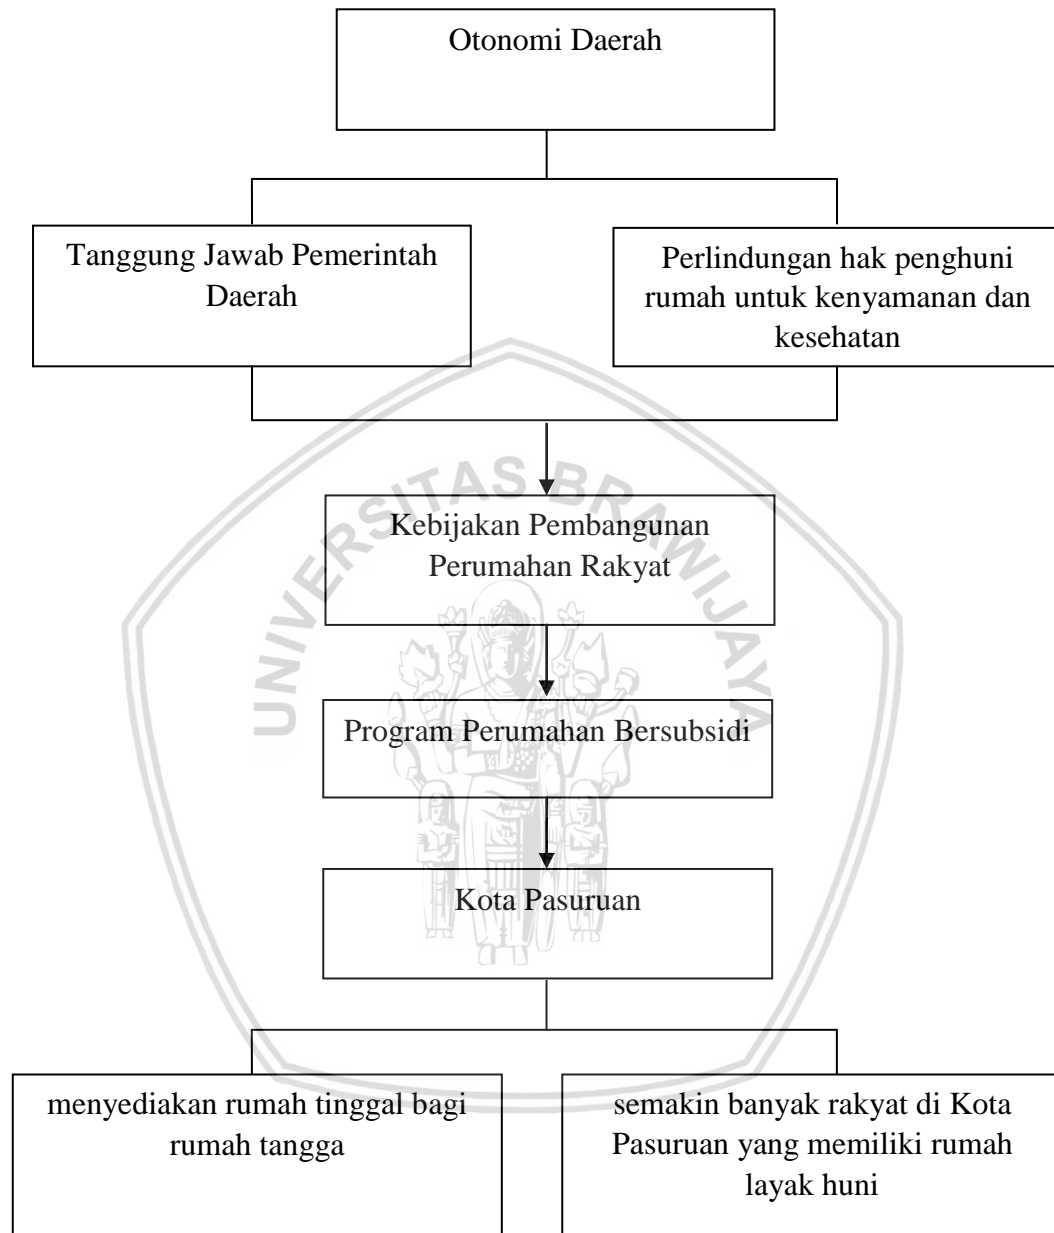 Otonomi Daerah
Tanggung Jawab Pemerintah
Daerah
Perlindungan hak penghuni
rumah untuk kenyamanan dan
kesehatan
UNIVERSITAS BRAWIJAYA
Kebijakan Pembangunan
Perumahan Rakyat
Program Perumahan Bersubsidi
Kota Pasuruan
menyediakan rumah tinggal bagi
rumah tangga
semakin banyak rakyat di Kota
Pasuruan yang memiliki rumah
layak huni